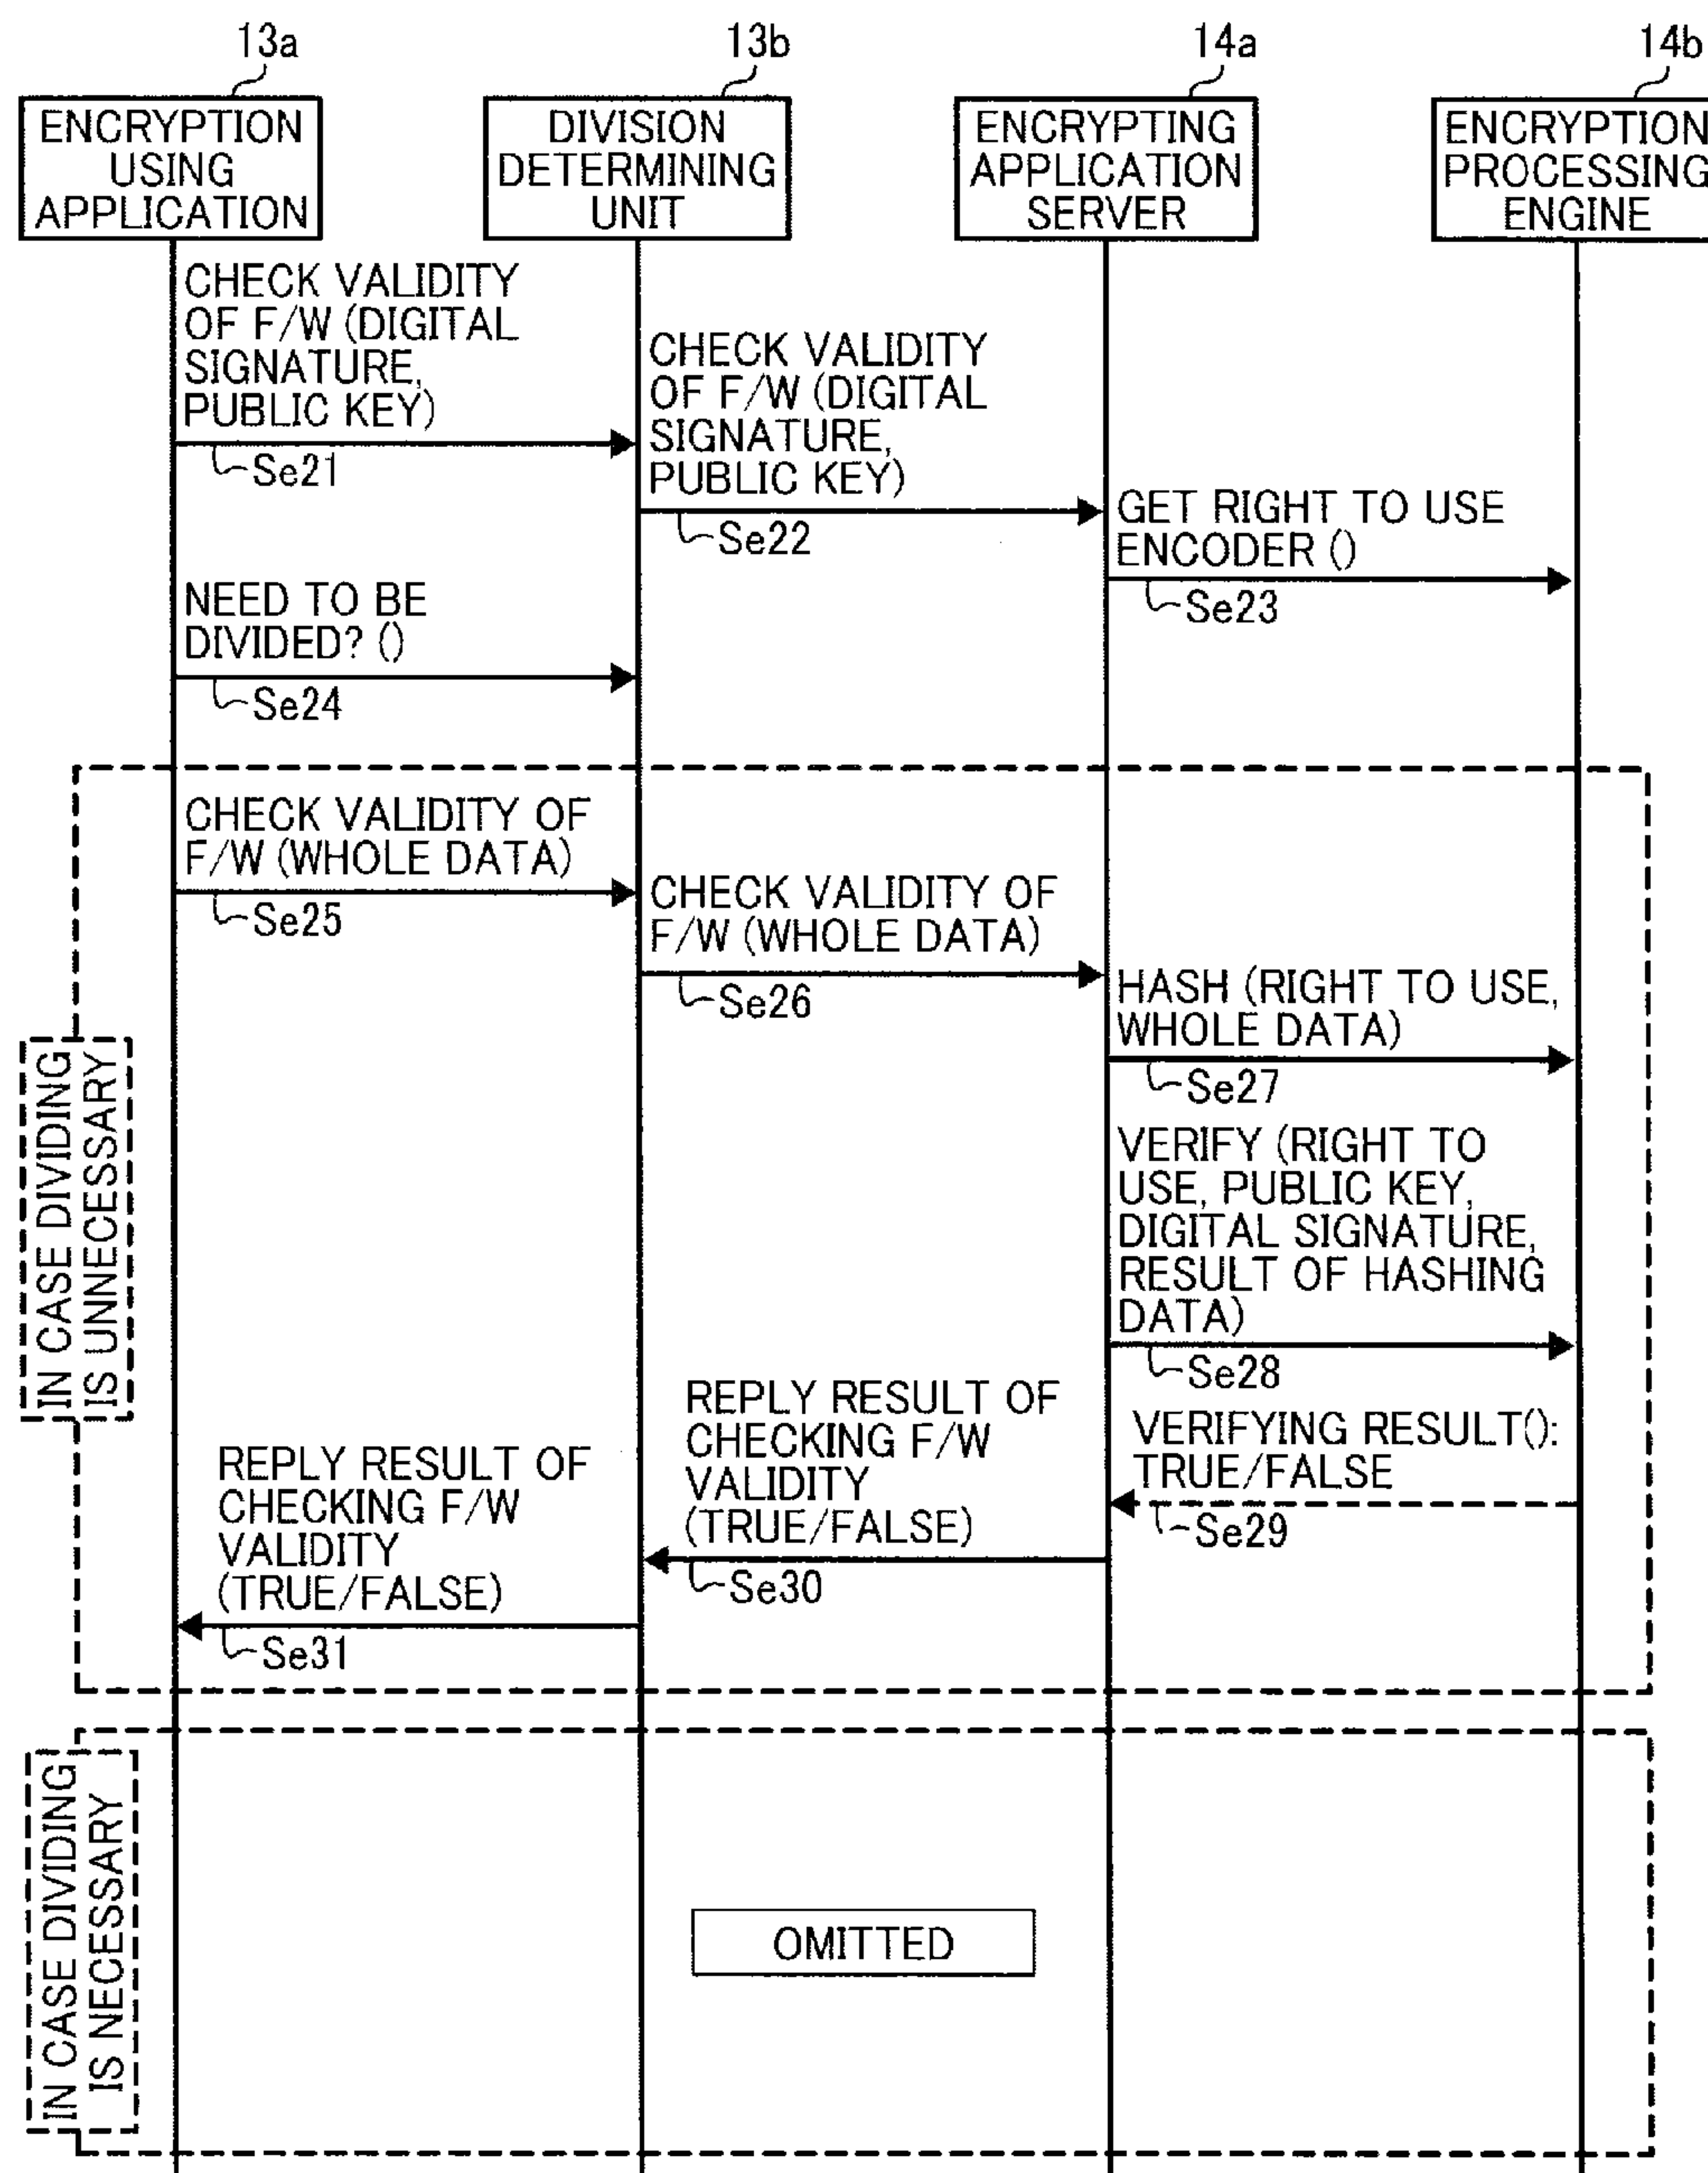 13a
13b
14a
14b
ENCRYPTION
USING
APPLICATION
DIVISION
DETERMINING
UNIT
ENCRYPTING
APPLICATION
SERVER
ENCRYPTION
PROCESSING
ENGINE
CHECK VALIDITY
OF F/W (DIGITAL
SIGNATURE,
PUBLIC KEY)
Se21
CHECK VALIDITY
OF F/W (DIGITAL
SIGNATURE,
PUBLIC KEY)
Se22
GET RIGHT TO USE
ENCODER ()
Se23
NEED TO BE
DIVIDED? ()
Se24
IN CASE DIVIDING
IS UNNECESSARY
CHECK VALIDITY OF
F/W (WHOLE DATA)
Se25
CHECK VALIDITY OF
F/W (WHOLE DATA)
Se26
HASH (RIGHT TO USE,
WHOLE DATA)
Se27
VERIFY (RIGHT TO
USE, PUBLIC KEY,
DIGITAL SIGNATURE,
RESULT OF HASHING
DATA)
Se28
VERIFYING RESULT():
TRUE/FALSE
Se29
REPLY RESULT OF
CHECKING F/W
VALIDITY
(TRUE/FALSE)
Se30
REPLY RESULT OF
CHECKING F/W
VALIDITY
(TRUE/FALSE)
Se31
IN CASE DIVIDING
IS NECESSARY
OMITTED